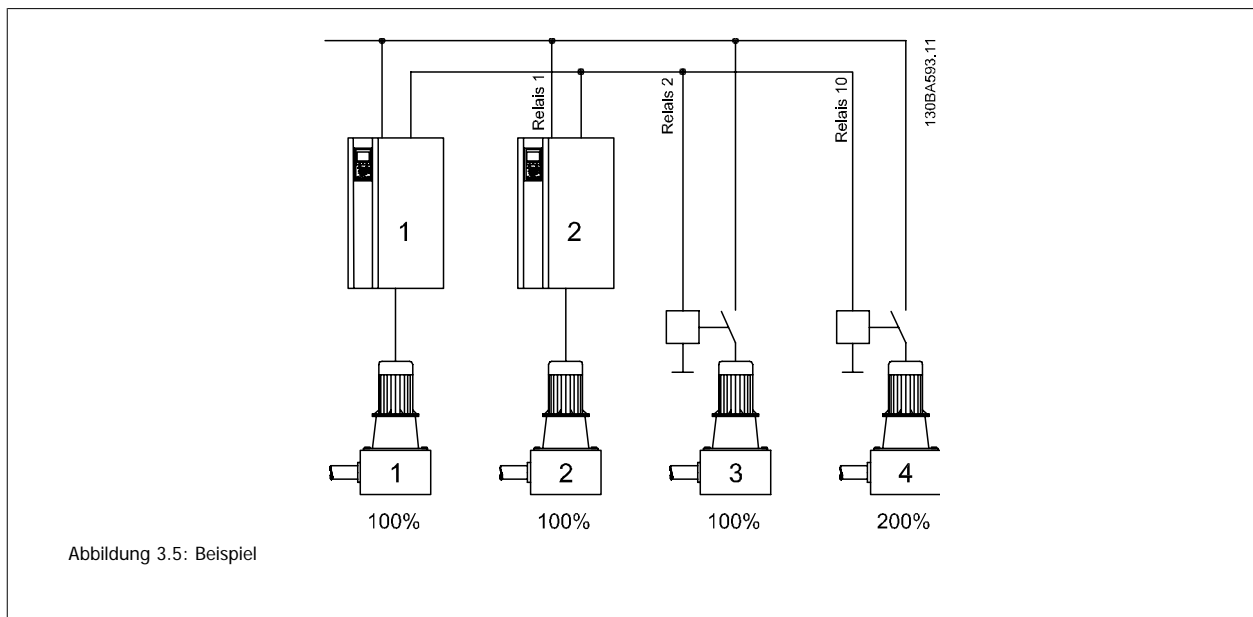 130BA593.11
Relais 1
Relais 2
Relais 10
1
2
1
2
3
4
100%
100%
100%
200%
Abbildung 3.5: Beispiel